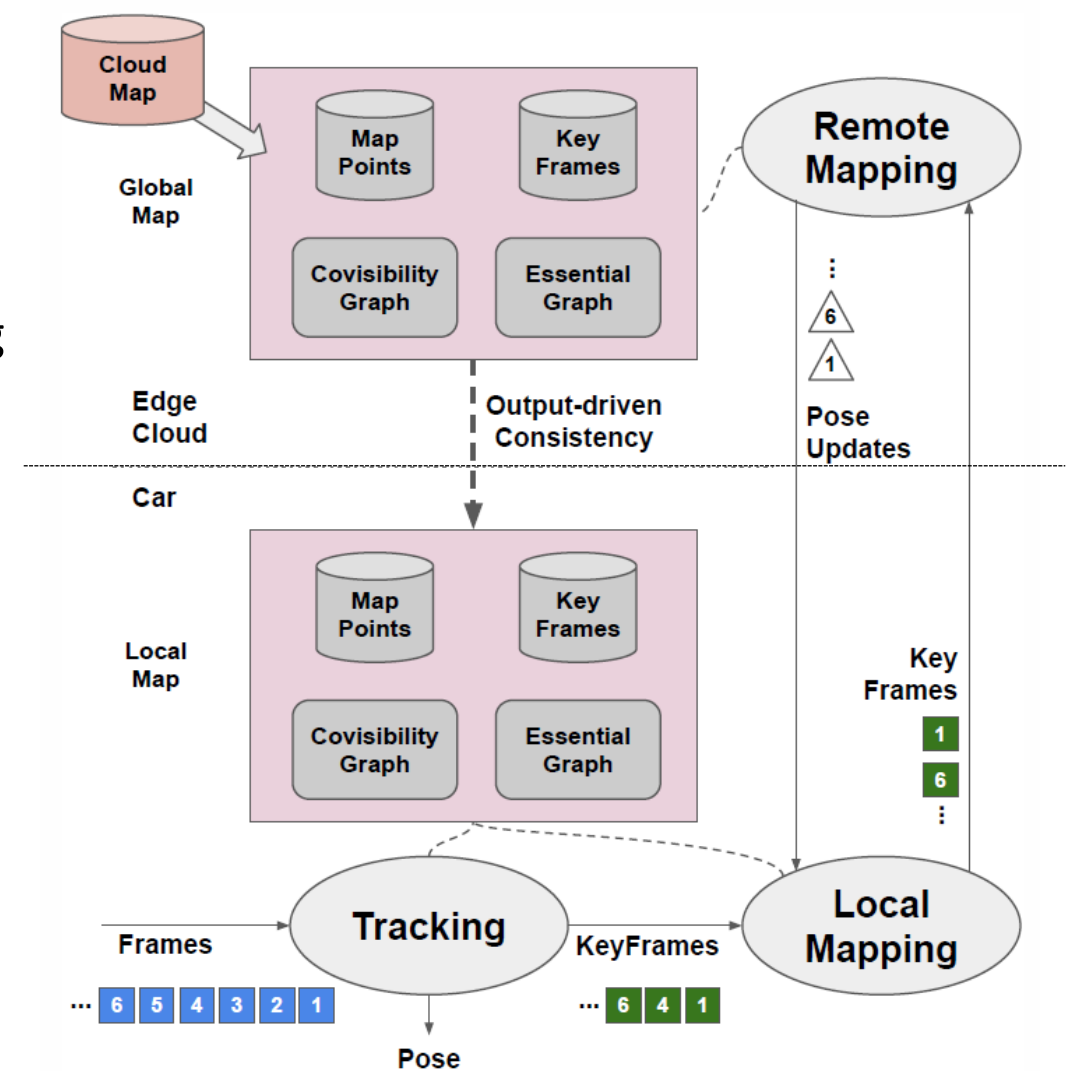 Cloud
Map
Map
Points
Key
Frames
Remote
Mapping
Global
Map
Covisibility
Graph
Essential
Graph
⋮
6
1
g
Edge
Cloud
Output-driven
Consistency
Pose
Updates
Car
Map
Points
Key
Frames
Local
Map
Key
Frames
Covisibility
Graph
Essential
Graph
1
6
⋮
Tracking
Local
Mapping
Frames
KeyFrames
... 6 5 4 3 2 1
... 6 4 1
Pose